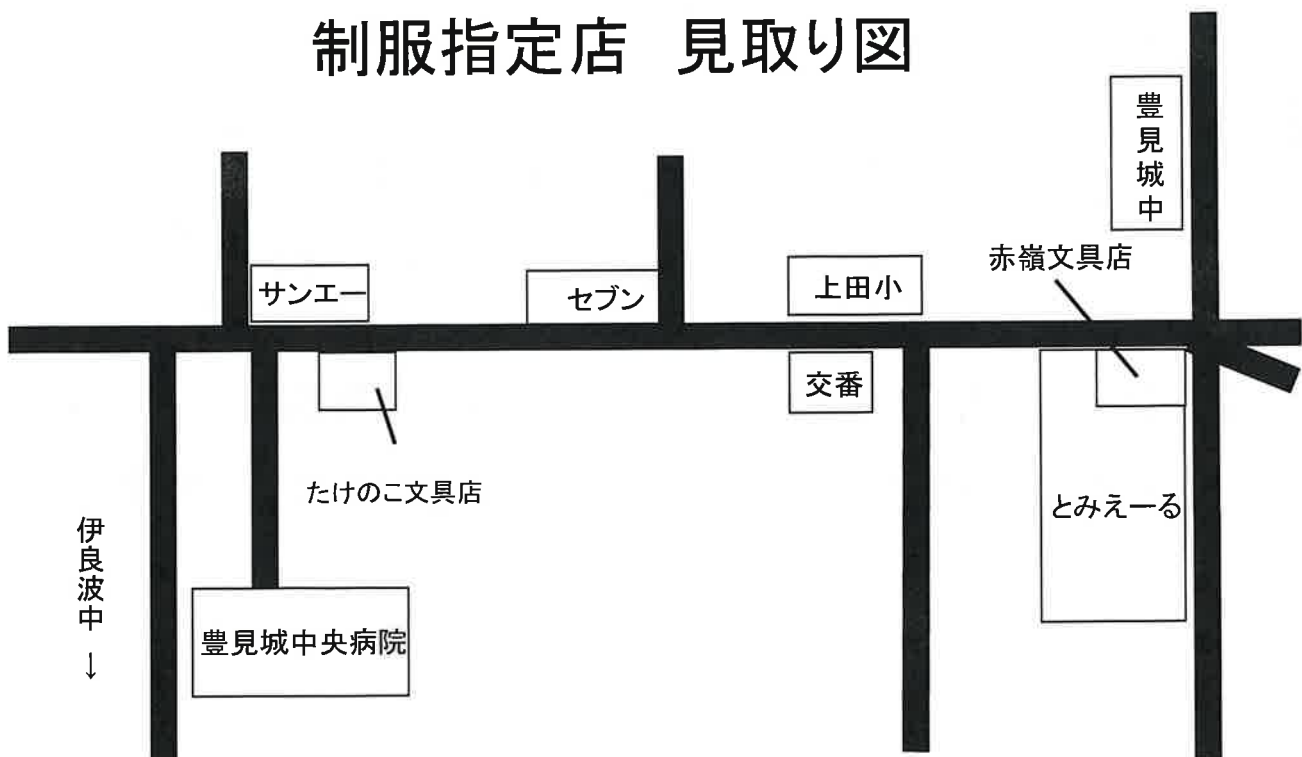 制服指定店 見取り図
豊見城中
赤嶺文具店
サンエー
セブン
上田小
交番
たけのこ文具店
とみえーる
伊良波中 ↓
豊見城中央病院